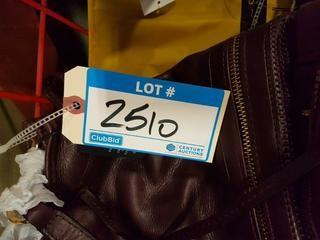 LOT #
2510
ClubBid
CENTURY
AUCTIONS